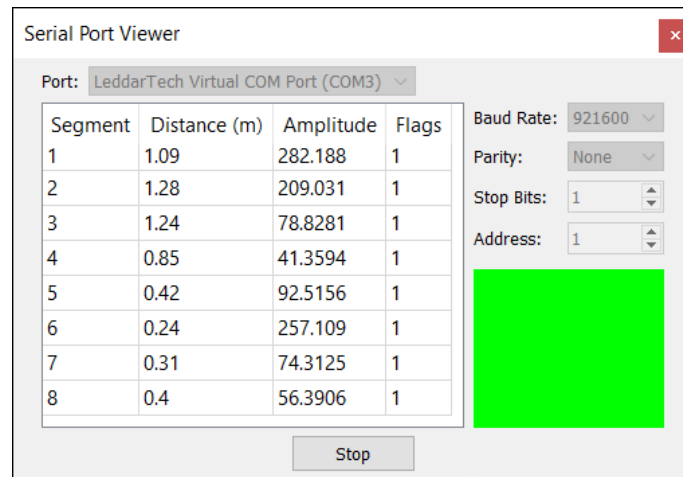 Serial Port Viewer
Port: LeddarTech Virtual COM Port (COM3)
Segment Distance (m) Amplitude Flags
1 1.09 282.188 1
2 1.28 209.031 1
3 1.24 78.8281 1
4 0.85 41.3594 1
5 0.42 92.5156 1
6 0.24 257.109 1
7 0.31 74.3125 1
8 0.4 56.3906 1
Baud Rate: 921600
Parity: None
Stop Bits: 1
Address: 1
Stop